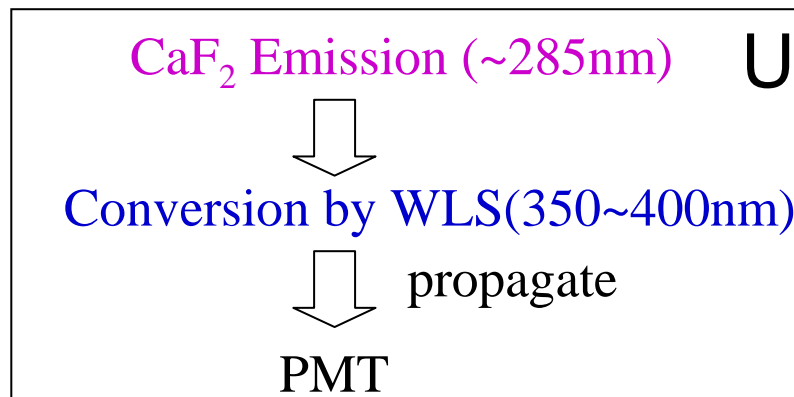 CaF₂ Emission (~285nm) U
Conversion by WLS(350~400nm)
propagate
PMT